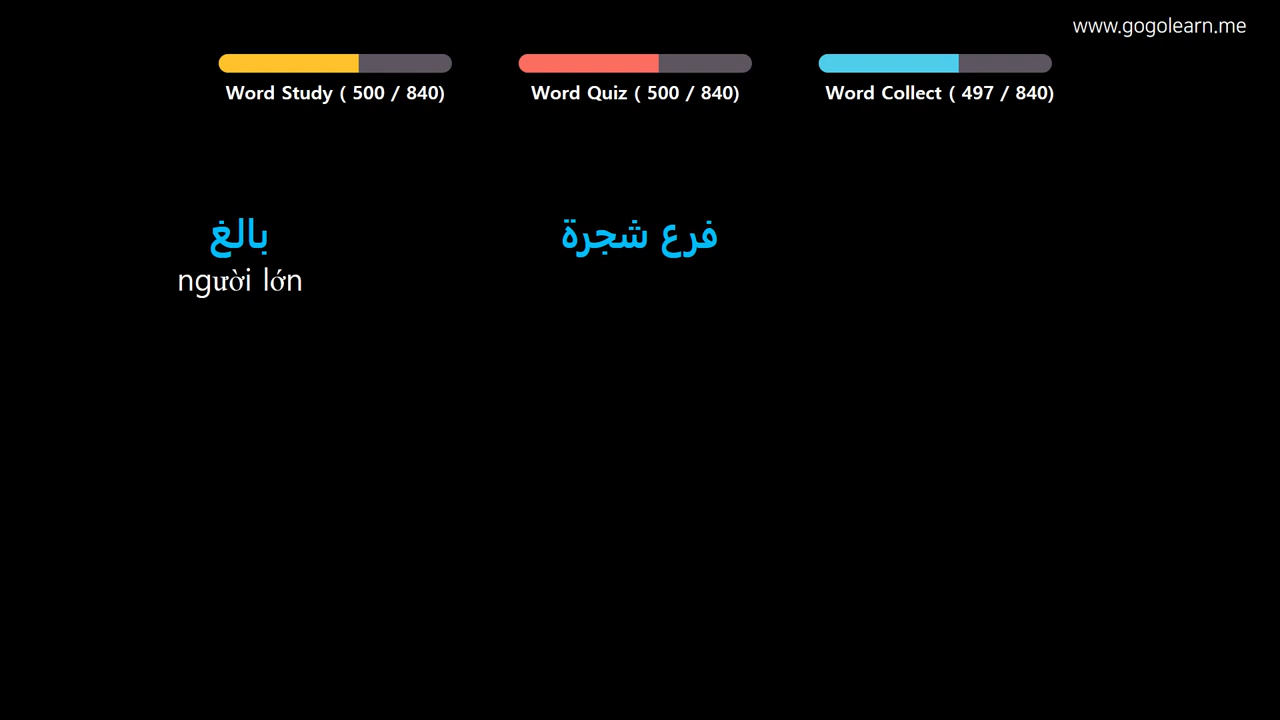 www.gogolearn.me
Word Study ( 500 / 840)
Word Quiz ( 500 / 840)
Word Collect ( 497 / 840)
بالغ
người lớn
فرع شجرة